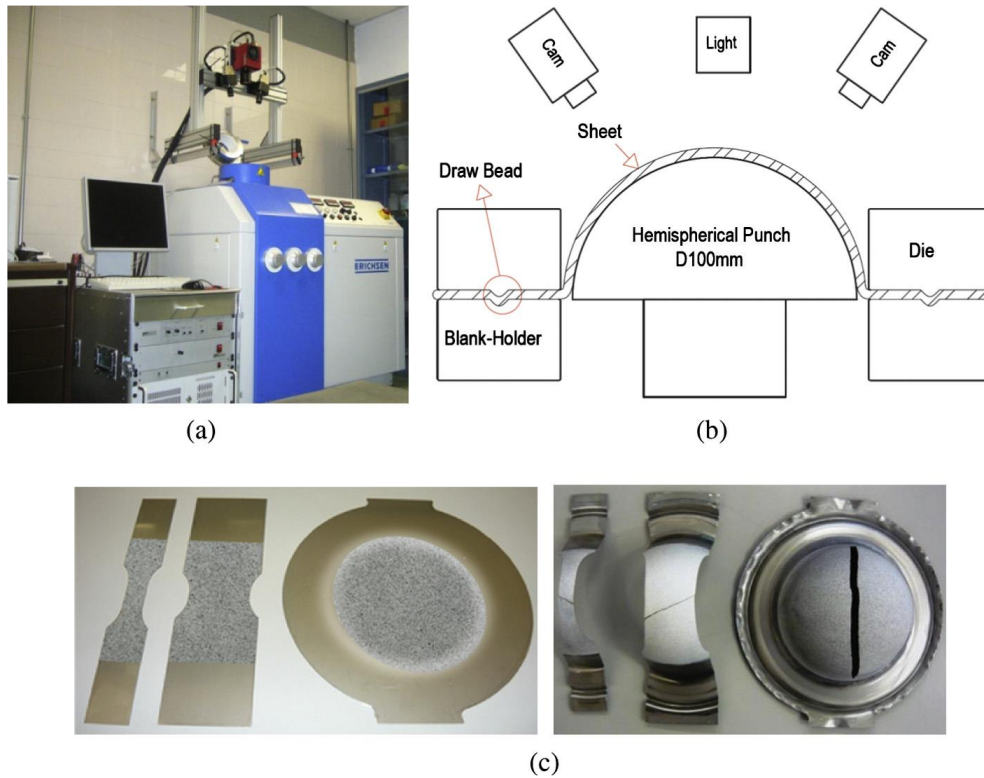 ERICHSEN
(a)
Cam
Light
Cam
Sheet
Draw Bead
Hemispherical Punch
D100mm
Die
Blank-Holder
(b)
(c)